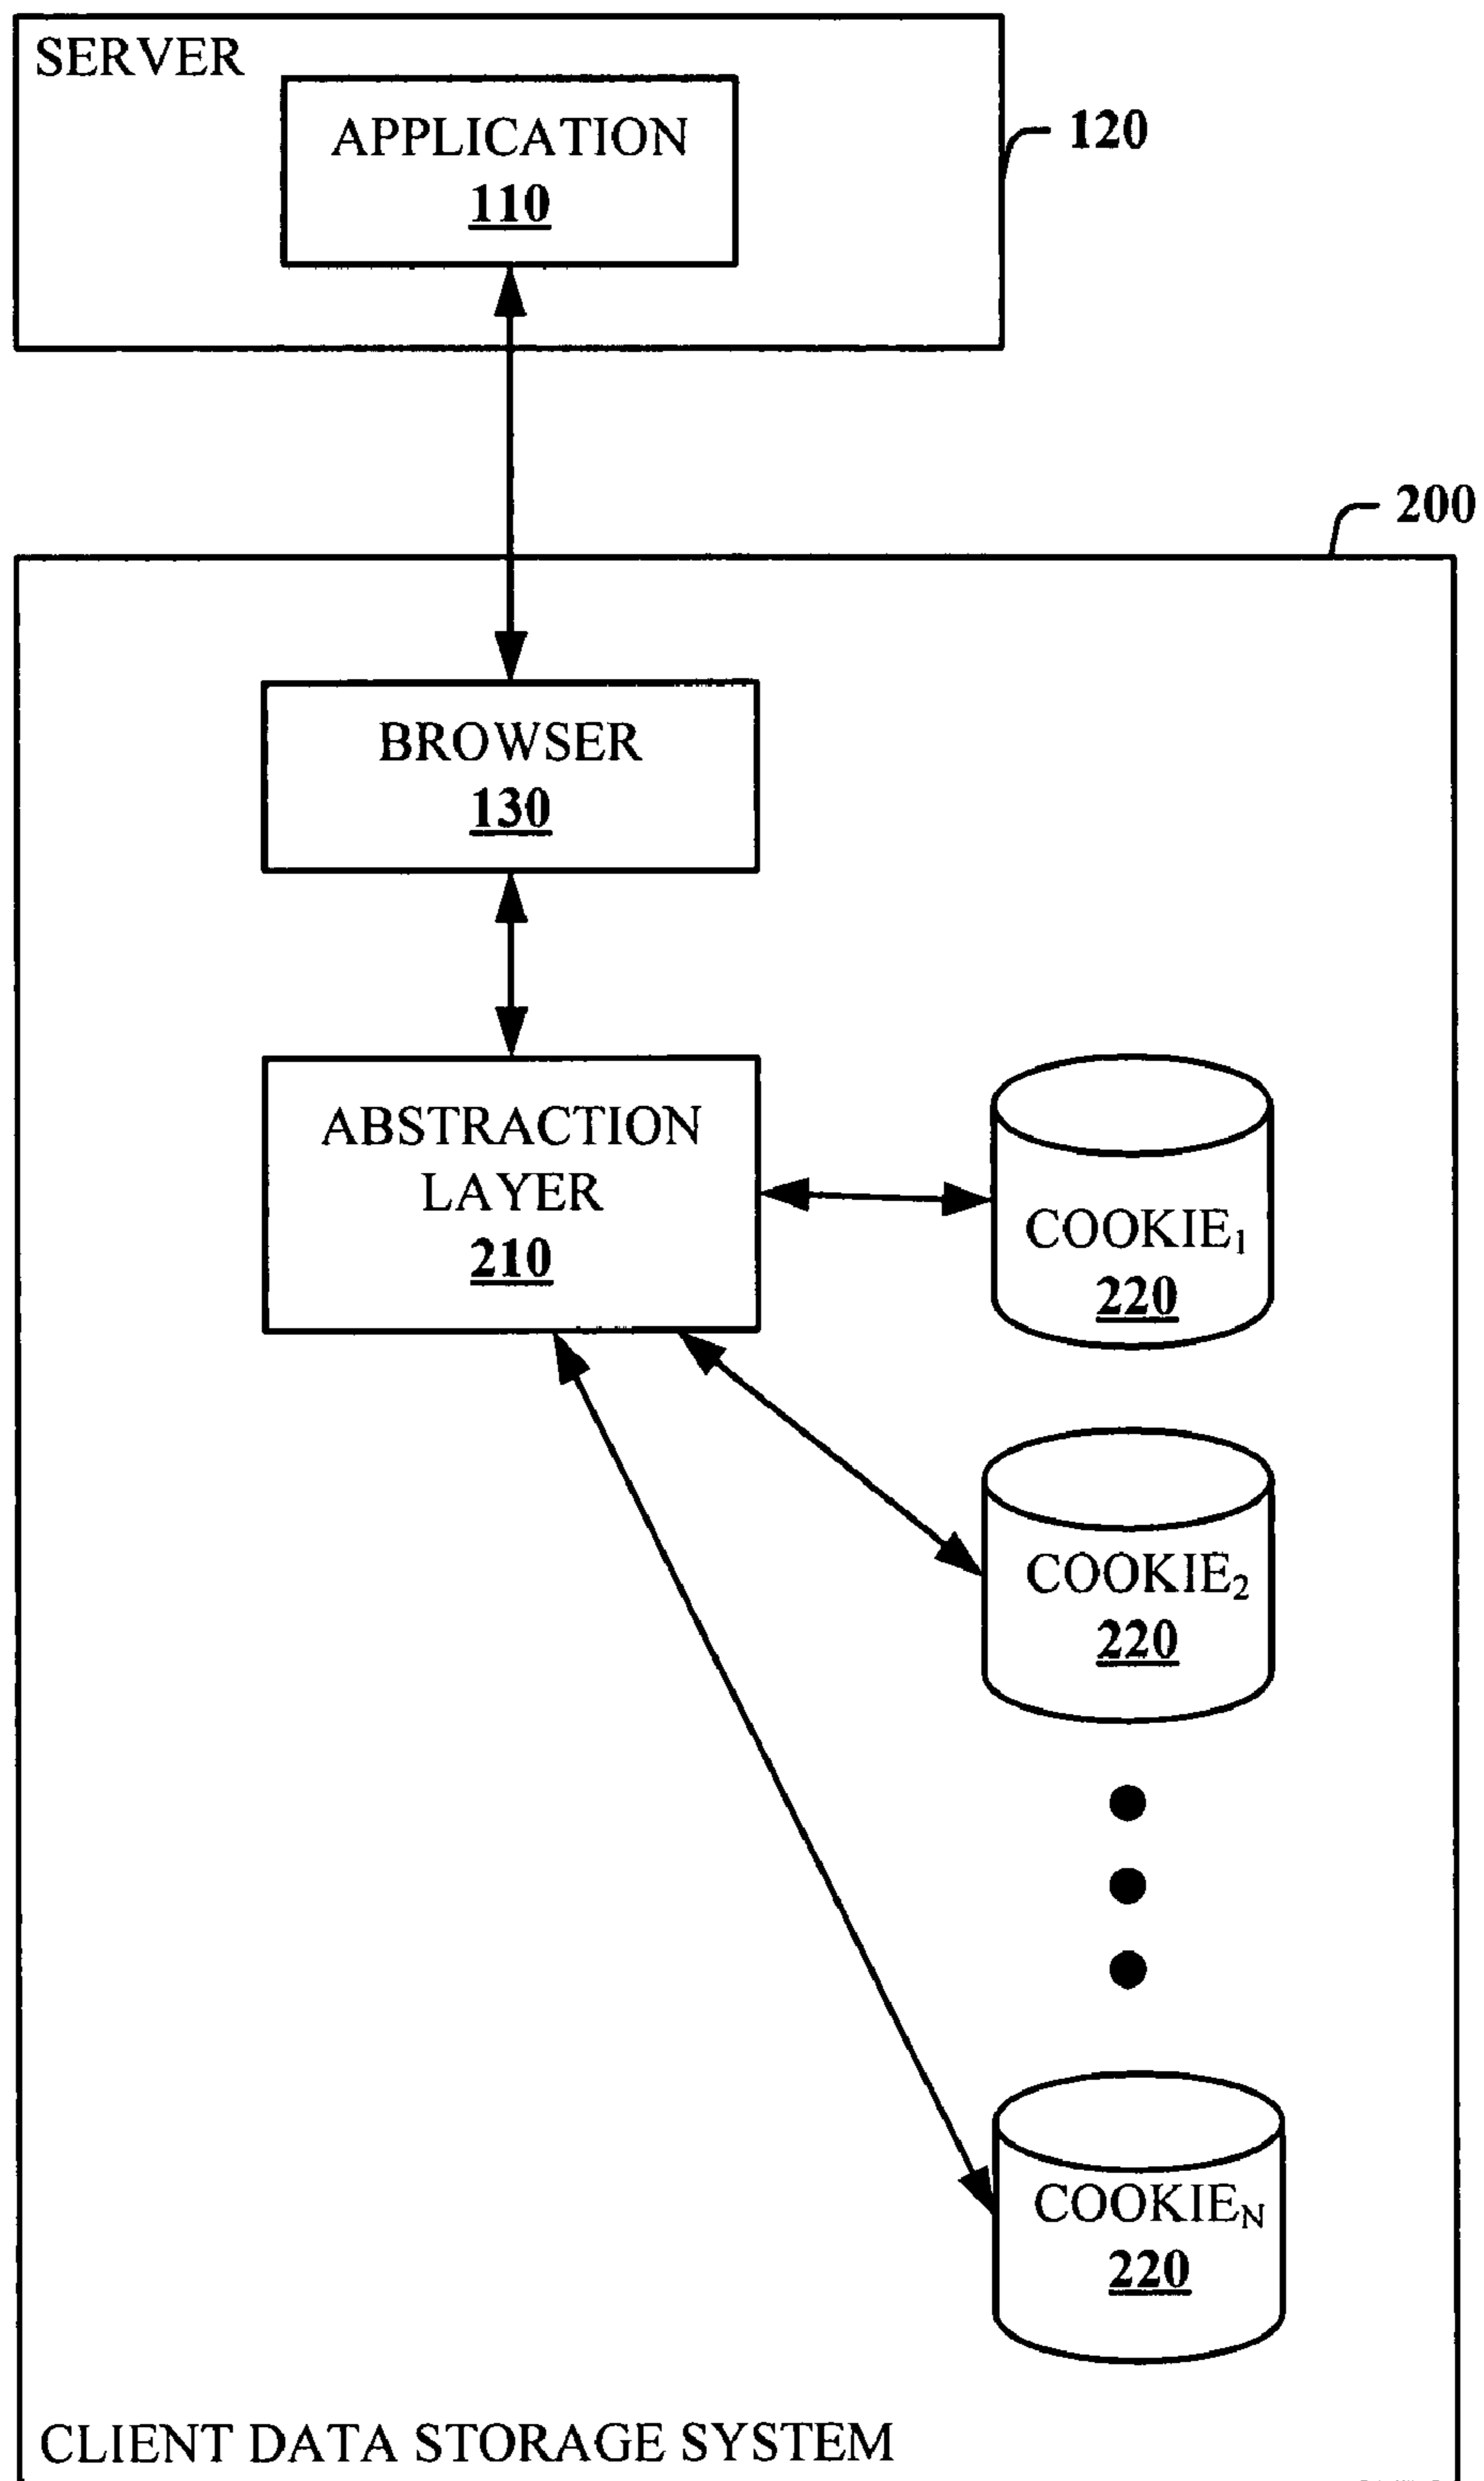 SERVER
APPLICATION
110
120
200
BROWSER
130
ABSTRACTION
LAYER
210
COOKIE₁
220
COOKIE₂
220
COOKIE_N
220
CLIENT DATA STORAGE SYSTEM